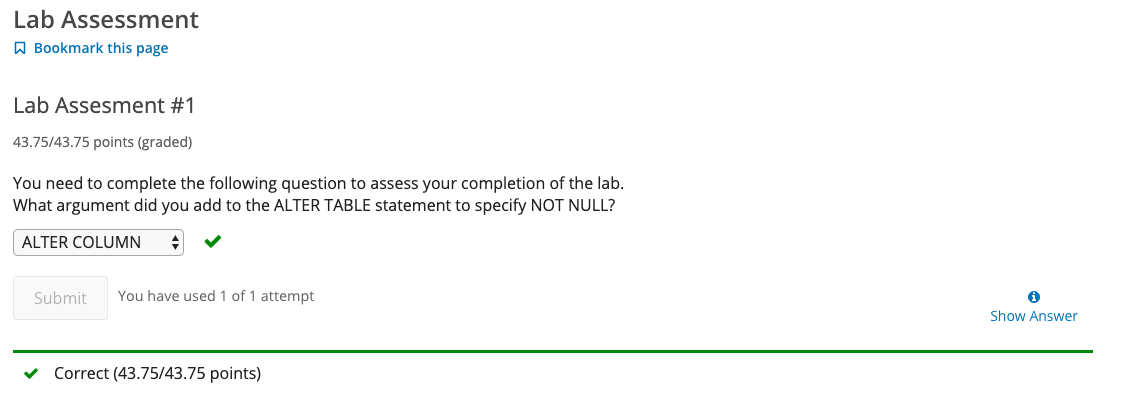 Lab Assessment
Bookmark this page
Lab Assesment #1
43.75/43.75 points (graded)
You need to complete the following question to assess your completion of the lab.
What argument did you add to the ALTER TABLE statement to specify NOT NULL?
ALTER COLUMN
Submit You have used 1 of 1 attempt
Show Answer
Correct (43.75/43.75 points)